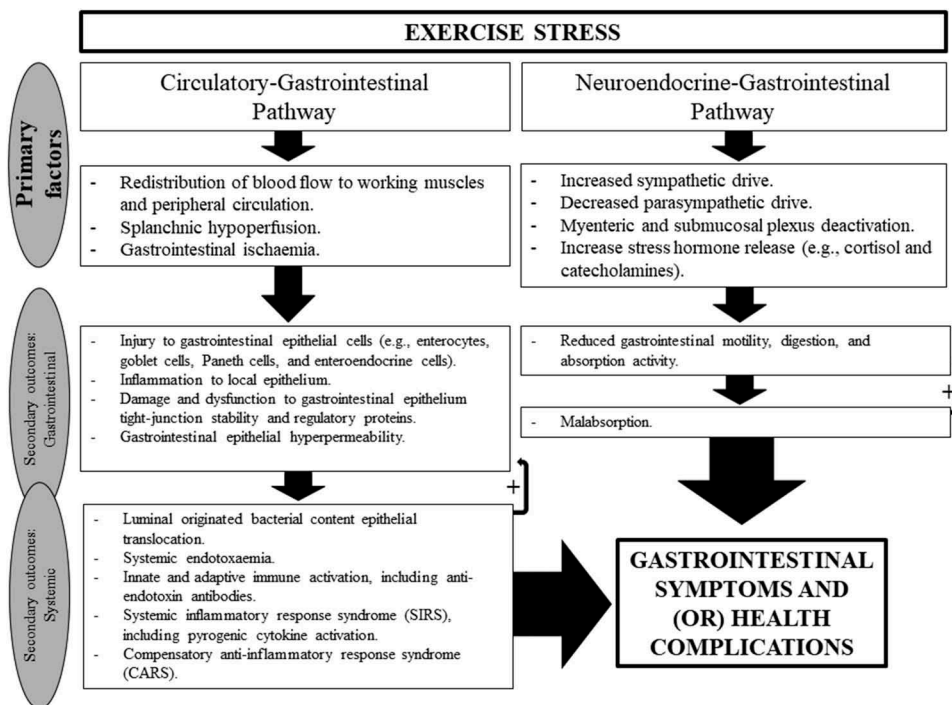 EXERCISE STRESS
Primary
factors
Circulatory-Gastrointestinal
Pathway
- Redistribution of blood flow to working muscles
and peripheral circulation.
- Splanchnic hypoperfusion.
- Gastrointestinal ischaemia.
Neuroendocrine-Gastrointestinal
Pathway
- Increased sympathetic drive.
- Decreased parasympathetic drive.
- Myenteric and submucosal plexus deactivation.
- Increase stress hormone release (e.g., cortisol and
catecholamines).
Secondary outcomes:
Gastrointestinal
- Injury to gastrointestinal epithelial cells (e.g., enterocytes,
goblet cells, Paneth cells, and enteroendocrine cells).
- Inflammation to local epithelium.
- Damage and dysfunction to gastrointestinal epithelium
tight-junction stability and regulatory proteins.
- Gastrointestinal epithelial hyperpermeability.
- Reduced gastrointestinal motility, digestion, and
absorption activity.
+
- Malabsorption.
+
Secondary outcomes:
Systemic
- Luminal originated bacterial content epithelial
translocation.
- Systemic endotoxaemia.
- Innate and adaptive immune activation, including anti-
endotoxin antibodies.
- Systemic inflammatory response syndrome (SIRS),
including pyrogenic cytokine activation.
- Compensatory anti-inflammatory response syndrome
(CARS).
GASTROINTESTINAL
SYMPTOMS AND
(OR) HEALTH
COMPLICATIONS